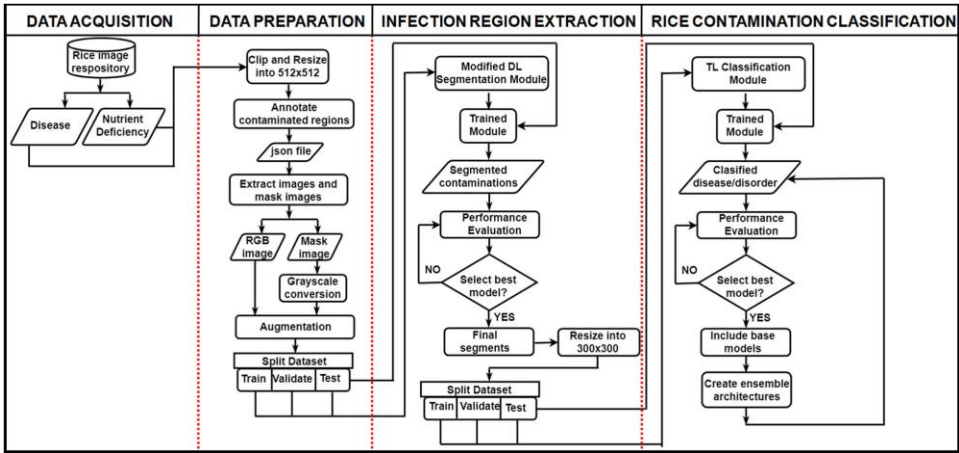 DATA ACQUISITION
Rice image
respository
Disease
Nutrient
Deficiency
DATA PREPARATION
Clip and Resize
into 512x512
Annotate
contaminated regions
json file
Extract images and
mask images
RGB
image
Mask
image
Grayscale
conversion
Augmentation
Split Dataset
Train
Validate
Test
INFECTION REGION EXTRACTION
Modified DL
Segmentation Module
Trained
Module
Segmented
contaminations
Performance
Evaluation
NO
Select best
model?
YES
Final
segments
Resize into
300x300
Split Dataset
Train
Validate
Test
RICE CONTAMINATION CLASSIFICATION
TL Classification
Module
Trained
Module
Clasified
disease/disorder
Performance
Evaluation
NO
Select best
model?
YES
Include base
models
Create ensemble
architectures